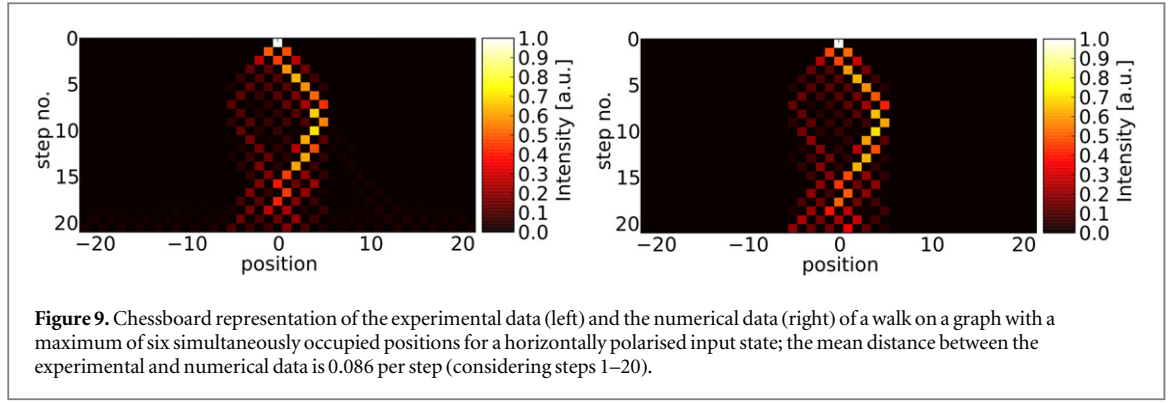 0
5
10
15
20
step no.
−20 −10 0 10 20
position
1.0
0.9
0.8
0.7
0.6
0.5
0.4
0.3
0.2
0.1
0.0
Intensity [a.u.]
0
5
10
15
20
step no.
−20 −10 0 10 20
position
1.0
0.9
0.8
0.7
0.6
0.5
0.4
0.3
0.2
0.1
0.0
Intensity [a.u.]
Figure 9. Chessboard representation of the experimental data (left) and the numerical data (right) of a walk on a graph with a
maximum of six simultaneously occupied positions for a horizontally polarised input state; the mean distance between the
experimental and numerical data is 0.086 per step (considering steps 1–20).